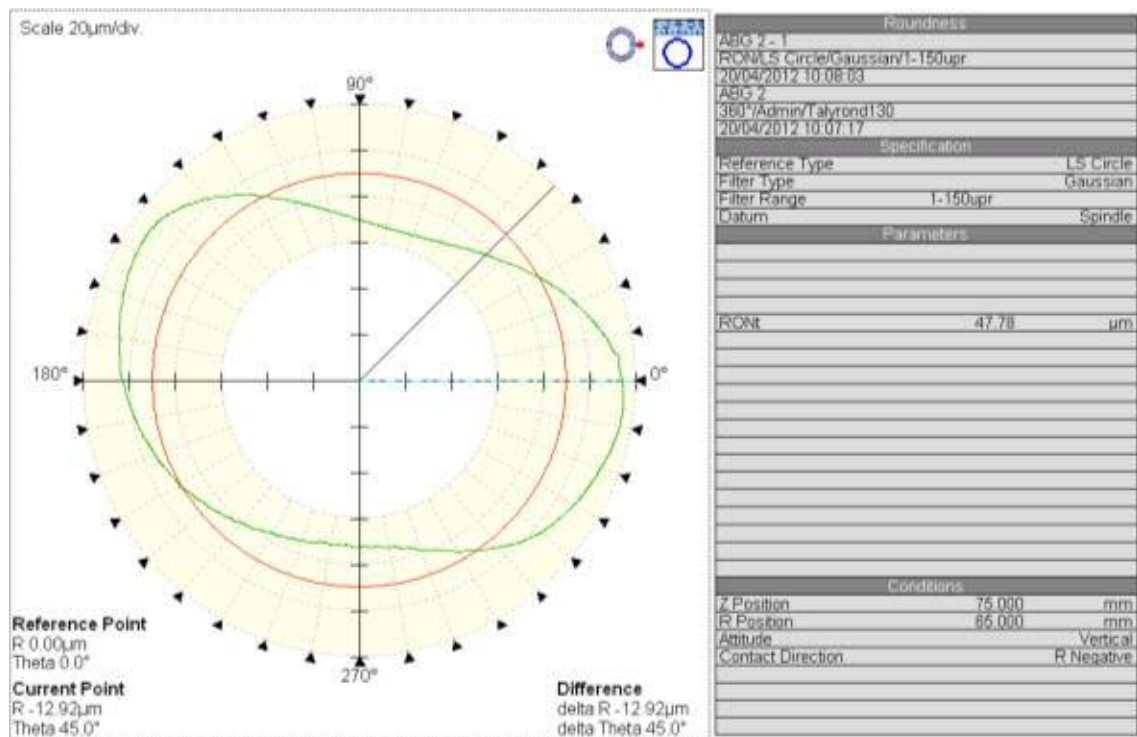 Scale 20µm/div.
90°
180°
0°
270°
Reference Point
R 0.00µm
Theta 0.0°
Current Point
R -12.92µm
Theta 45.0°
Difference
delta R -12.92µm
delta Theta 45.0°
Roundness
ABG 2 - 1
RON/LS Circle/Gaussian/1-150upr
20/04/2012 10:08:03
ABG 2
360°/Admin/Talyrond130
20/04/2012 10:07:17
Specification
Reference Type LS Circle
Filter Type Gaussian
Filter Range 1-150upr
Datum Spindle
Parameters
RONt 47.78 µm
Conditions
Z Position 75.000 mm
R Position 65.000 mm
Attitude Vertical
Contact Direction R Negative